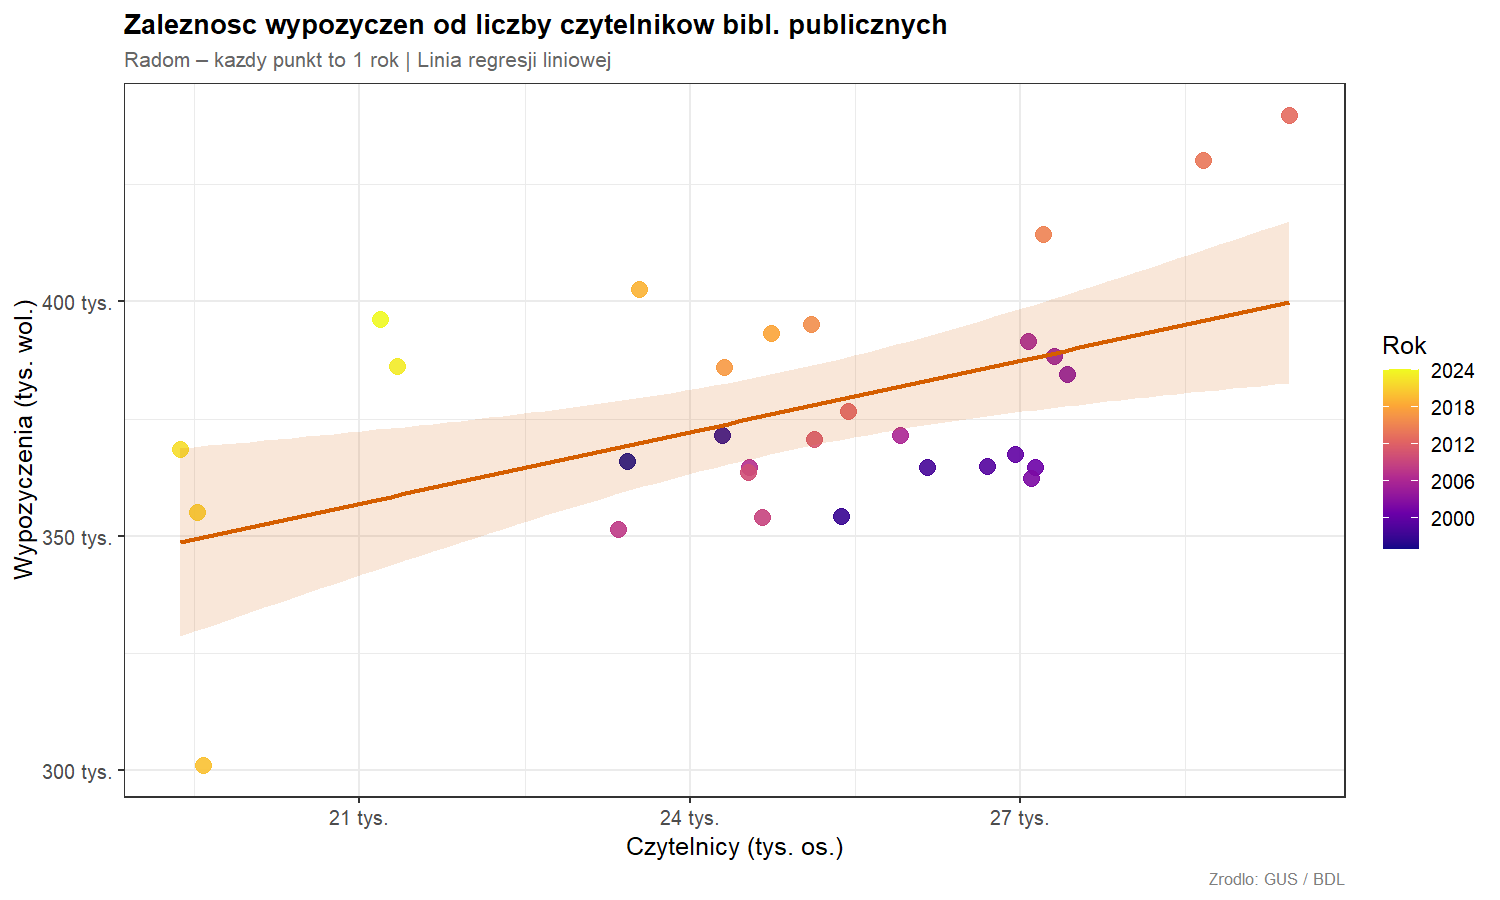 Zaleznosc wypozyczen od liczby czytelnikow bibl. publicznych
Radom – kazdy punkt to 1 rok | Linia regresji liniowej
Wypozyczenia (tys. wol.)
400 tys.
350 tys.
300 tys.
21 tys.
24 tys.
27 tys.
Czytelnicy (tys. os.)
Rok
2024
2018
2012
2006
2000
Zrodlo: GUS / BDL